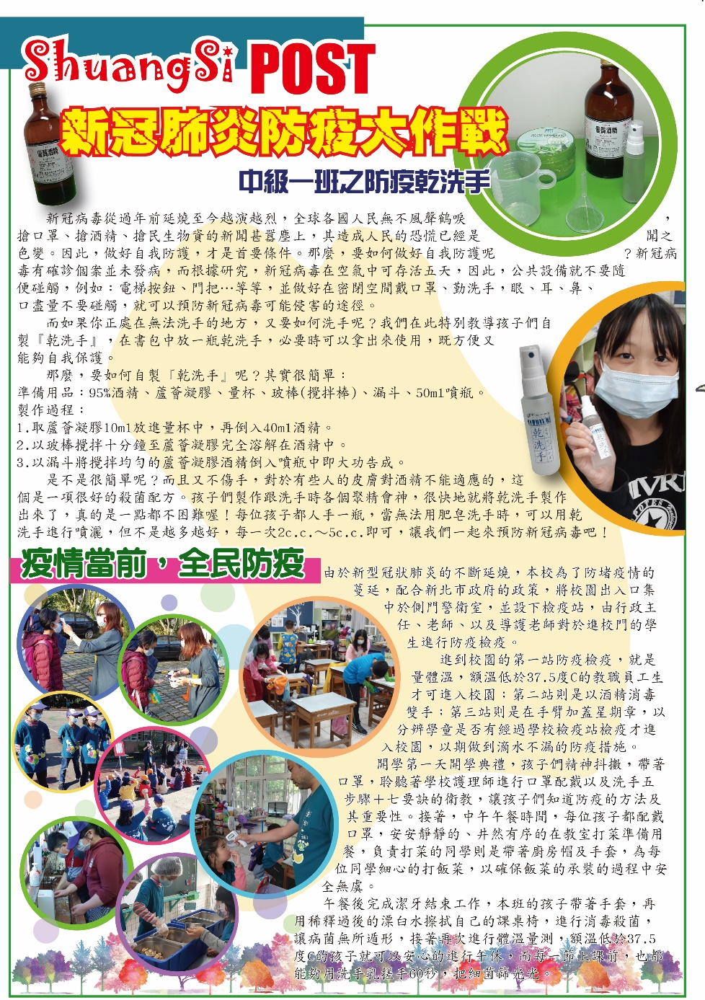 ShuangSi POST
新冠肺炎防疫大作戰
中級一班之防疫乾洗手
優質酒精
優質酒精
新冠病毒從過年前延燒至今越演越烈，全球各國人民無不風聲鶴唳，
搶口罩、搶酒精、搶民生物資的新聞甚囂塵上，其造成人民的恐慌已經是聞之
色變。因此，做好自我防護，才是首要條件。那麼，要如何做好自我防護呢？新冠病
毒有確診個案並未發病，而根據研究，新冠病毒在空氣中可存活五天，因此，公共設備就不要隨
便碰觸，例如：電梯按鈕、門把…等等，並做好在密閉空間戴口罩、勤洗手，眼、耳、鼻、
口盡量不要碰觸，就可以預防新冠病毒可能侵害的途徑。
而如果你正處在無法洗手的地方，又要如何洗手呢？我們在此特別教導孩子們自
製『乾洗手』，在書包中放一瓶乾洗手，必要時可以拿出來使用，既方便又
能夠自我保護。
那麼，要如何自製『乾洗手』呢？其實很簡單：
準備用品：95%酒精、蘆薈凝膠、量杯、玻棒(攪拌棒)、漏斗、50ml噴瓶。
製作過程：
1.取蘆薈凝膠10ml放進量杯中，再倒入40ml酒精。
2.以玻棒攪拌十分鐘至蘆薈凝膠完全溶解在酒精中。
3.以漏斗將攪拌均勻的蘆薈凝膠酒精倒入噴瓶中即大功告成。
是不是很簡單呢？而且又不傷手，對於有些人的皮膚對酒精不能適應的，這
個是一項很好的殺菌配方。孩子們製作跟洗手時各個聚精會神，很快地就將乾洗手製作
出來了，真的是一點都不困難喔！每位孩子都人手一瓶，當無法用肥皂洗手時，可以用乾
洗手進行噴灑，但不是越多越好，每一次2c.c.～5c.c.即可，讓我們一起來預防新冠病毒吧！
乾洗手
乾洗手
疫情當前，全民防疫
由於新型冠狀肺炎的不斷延燒，本校為了防堵疫情的
蔓延，配合新北市政府的政策，將校園出入口集
中於側門警衛室，並設下檢疫站，由行政主
任、老師、以及導護老師對於進校門的學
生進行防疫檢疫。
進到校園的第一站防疫檢疫，就是
量體溫，額溫低於37.5度C的教職員工生
才可進入校園；第二站則是以酒精消毒
雙手；第三站則是在手臂加蓋星期章，以
分辨學童是否有經過學校檢疫站檢疫才進
入校園，以期做到滴水不漏的防疫措施。
開學第一天開學典禮，孩子們精神抖擻，帶著
口罩，聆聽著學校護理師進行口罩配戴以及洗手五
步驟＋七要訣的衛教，讓孩子們知道防疫的方法及
其重要性。接著，中午午餐時間，每位孩子都配戴
口罩，安安靜靜的、井然有序的在教室打菜準備用
餐，負責打菜的同學則是帶著廚房帽及手套，為每
位同學細心的打飯菜，以確保飯菜的承裝的過程中安
全無虞。
午餐後完成潔牙結束工作，本班的孩子帶著手套，再
用稀釋過後的漂白水擦拭自己的課桌椅，進行消毒殺菌，
讓病菌無所遁形，接著再次進行體溫量測，額溫低於37.5
度C的孩子就可以安心的進行午休，而每一節上課前，也都
能夠用洗手乳搓手60秒，把細菌篩光光。